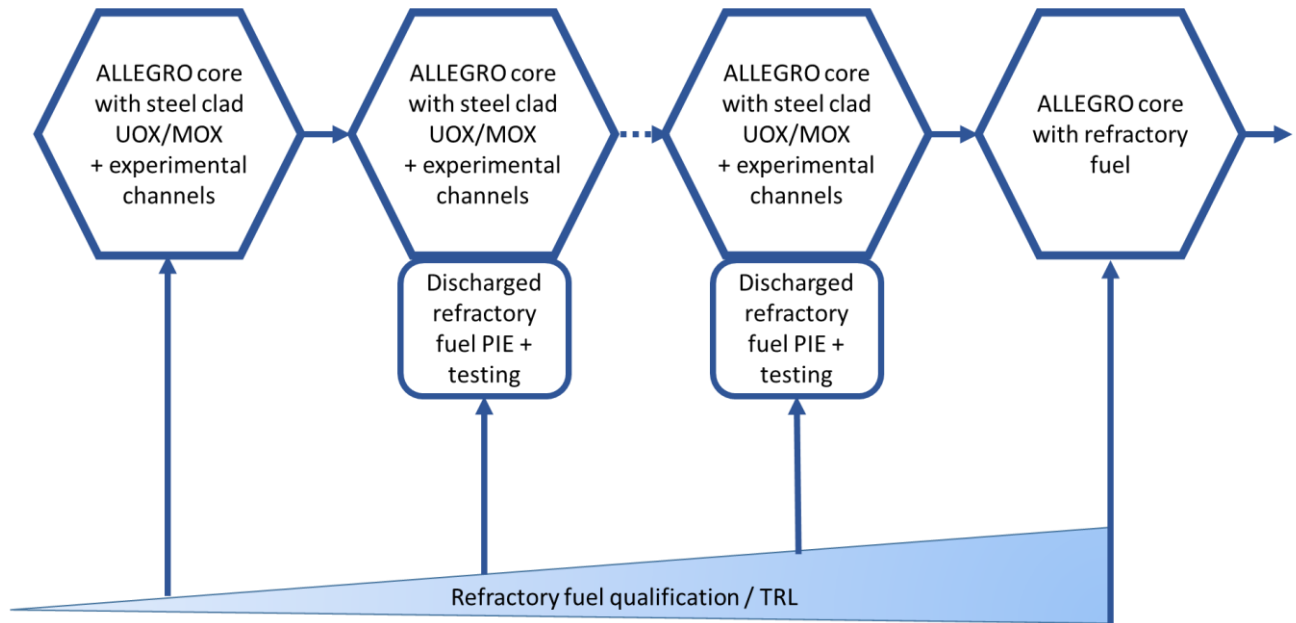 ALLEGRO core
with steel clad
UOX/MOX
+ experimental
channels
ALLEGRO core
with steel clad
UOX/MOX
+ experimental
channels
ALLEGRO core
with steel clad
UOX/MOX
+ experimental
channels
ALLEGRO core
with refractory
fuel
Discharged
refractory
fuel PIE +
testing
Discharged
refractory
fuel PIE +
testing
Refractory fuel qualification / TRL